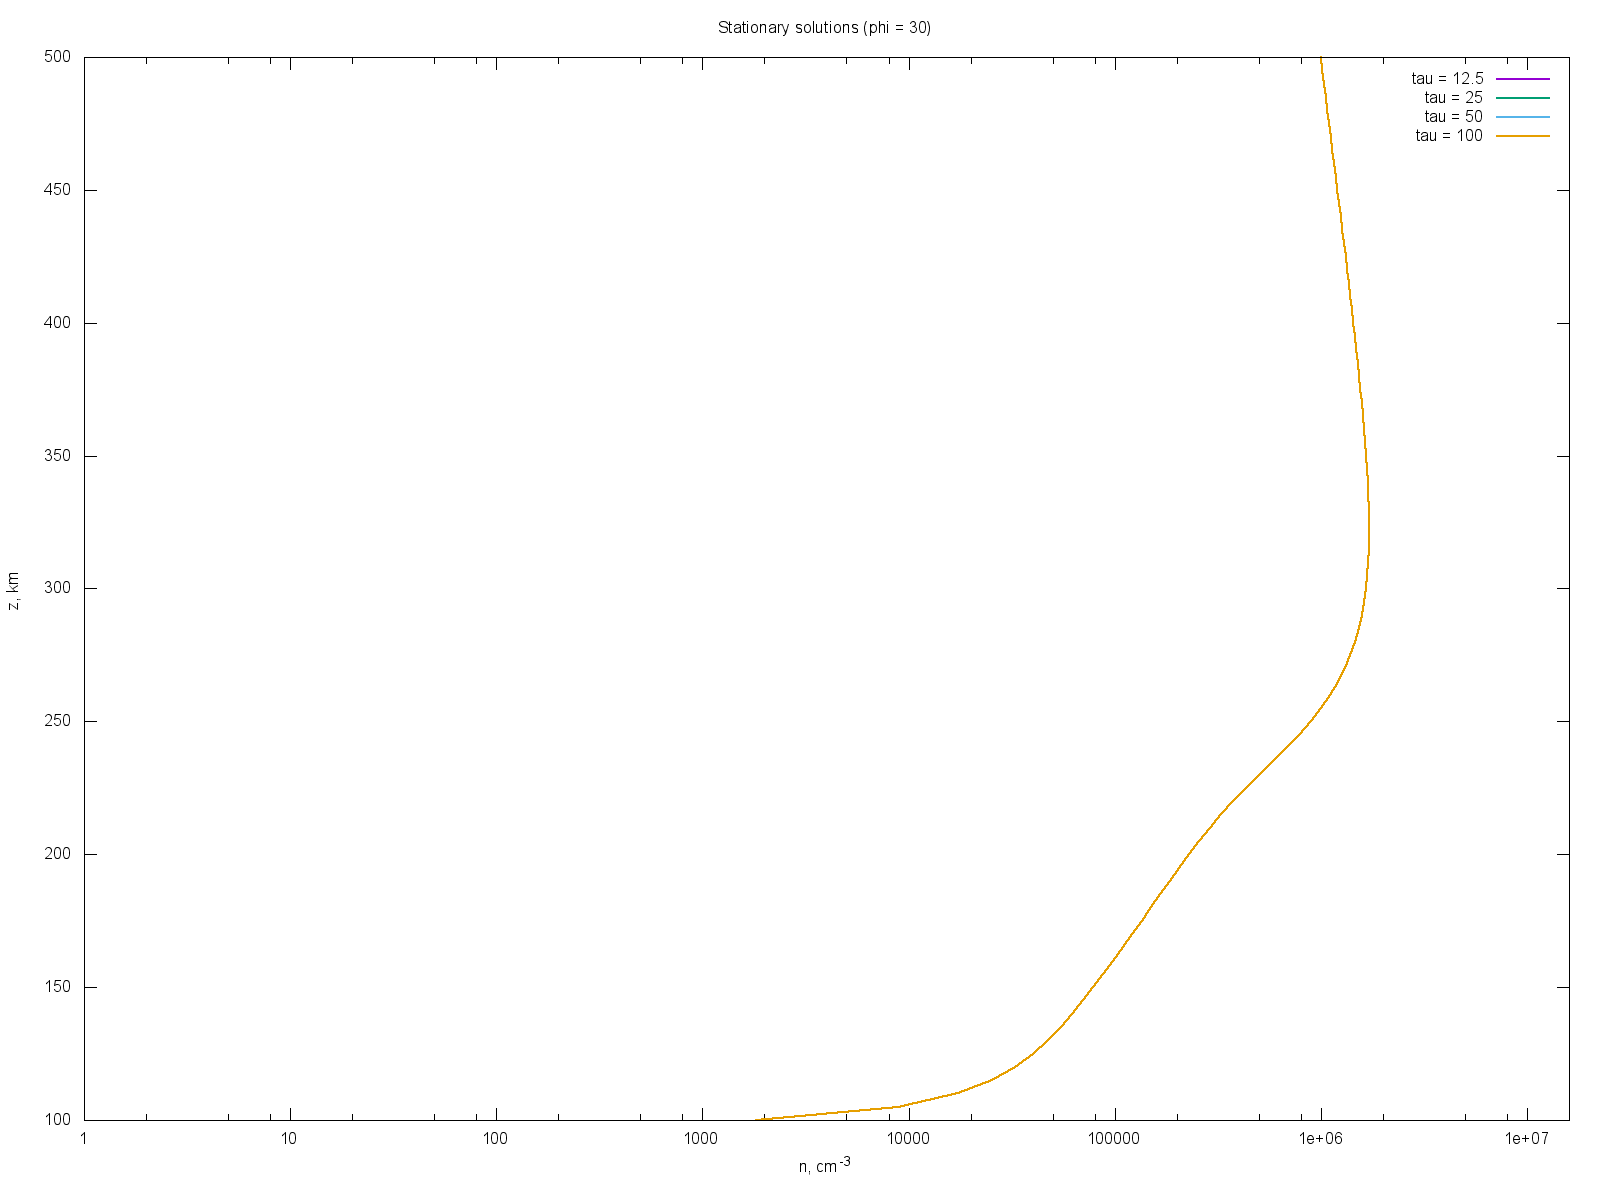 Stationary solutions (phi = 30)
tau = 12.5
tau = 25
tau = 50
tau = 100
500
450
400
350
300
250
200
150
100
z, km
1 10 100 1000 10000 100000 1e+06 1e+07
n, cm-3